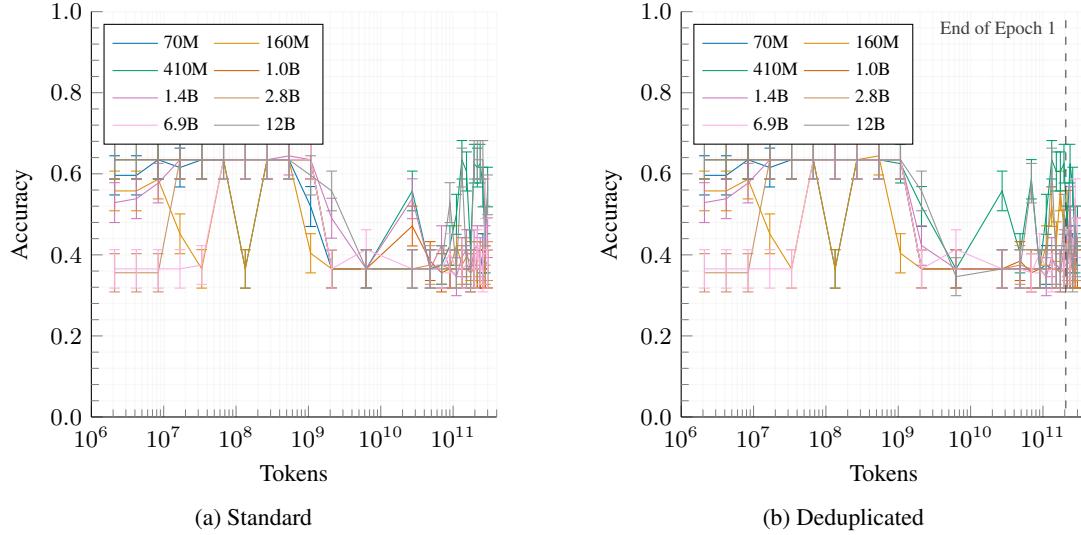 1.0
0.8
0.6
0.4
0.2
0.0
Accuracy
70M 160M
410M 1.0B
1.4B 2.8B
6.9B 12B
10^6 10^7 10^8 10^9 10^10 10^11
Tokens
(a) Standard
1.0
0.8
0.6
0.4
0.2
0.0
Accuracy
70M 160M
410M 1.0B
1.4B 2.8B
6.9B 12B
End of Epoch 1
10^6 10^7 10^8 10^9 10^10 10^11
Tokens
(b) Deduplicated